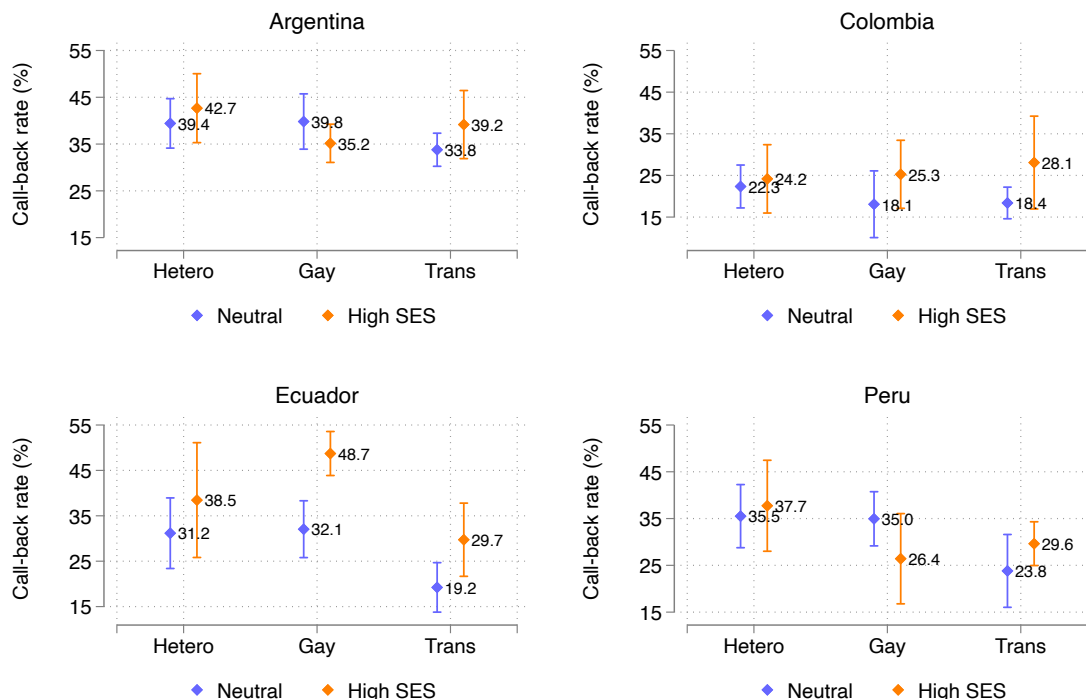 Argentina
Call-back rate (%)
55
45
35
25
15
39.4
42.7
39.8
35.2
33.8
39.2
Hetero Gay Trans
Neutral High SES
Colombia
Call-back rate (%)
55
45
35
25
15
22.3
24.2
18.1
25.3
18.4
28.1
Hetero Gay Trans
Neutral High SES
Ecuador
Call-back rate (%)
55
45
35
25
15
31.2
38.5
32.1
48.7
19.2
29.7
Hetero Gay Trans
Neutral High SES
Peru
Call-back rate (%)
55
45
35
25
15
35.5
37.7
35.0
26.4
23.8
29.6
Hetero Gay Trans
Neutral High SES